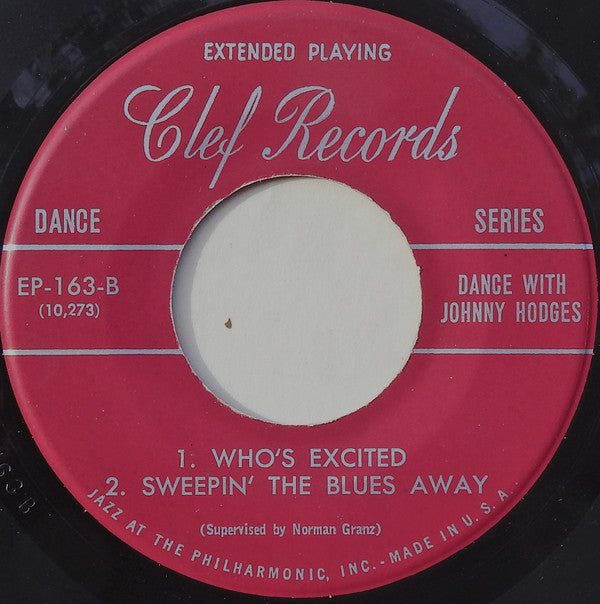 EXTENDED PLAYING
Clef Records
DANCE SERIES
EP-163-B
(10,273)
DANCE WITH
JOHNNY HODGES
1. WHO'S EXCITED
2. SWEEPIN' THE BLUES AWAY
(Supervised by Norman Granz)
JAZZ AT THE PHILHARMONIC, INC.-MADE IN U.S.A.